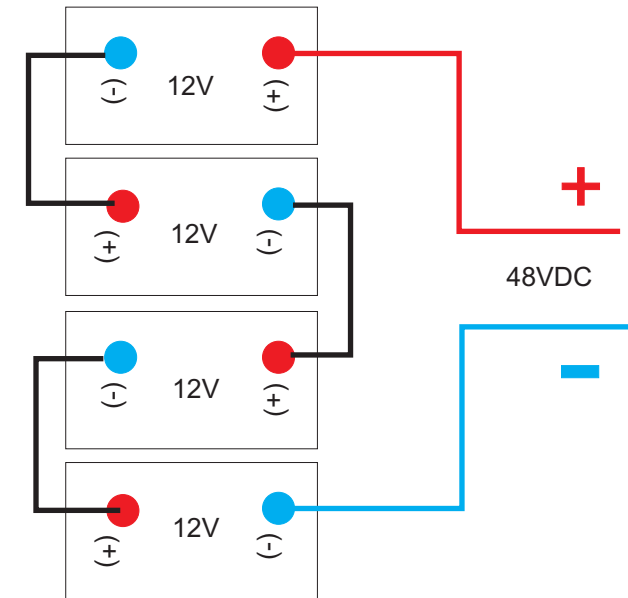 12V
(-)
(+)
12V
(+)
(-)
+
48VDC
-
12V
(-)
(+)
12V
(+)
(-)